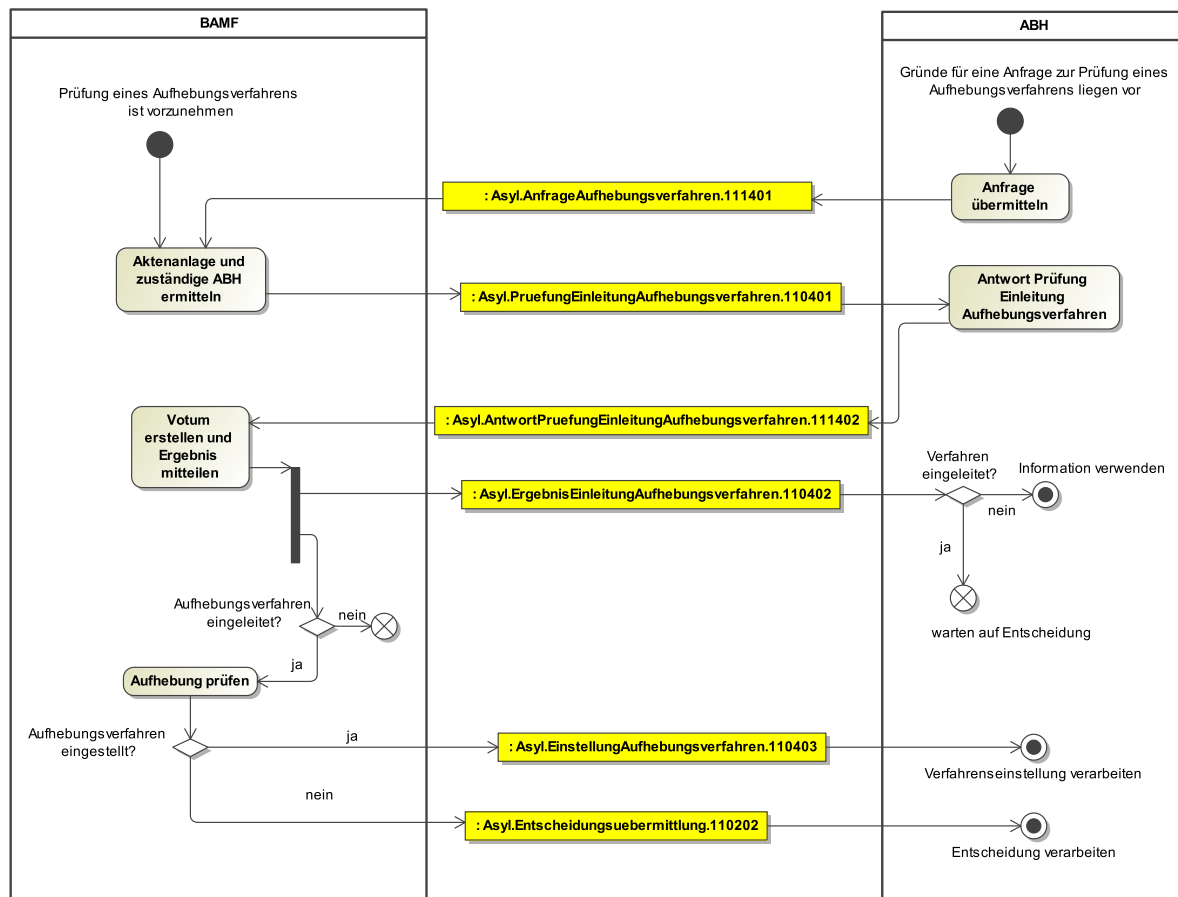 BAMF
ABH
Prüfung eines Aufhebungsverfahrens
ist vorzunehmen
Gründe für eine Anfrage zur Prüfung eines
Aufhebungsverfahrens liegen vor
: Asyl.AnfrageAufhebungsverfahren.111401
Anfrage
übermitteln
Aktenanlage und
zuständige ABH
ermitteln
: Asyl.PruefungEinleitungAufhebungsverfahren.110401
Antwort Prüfung
Einleitung
Aufhebungsverfahren
Votum
erstellen und
Ergebnis
mitteilen
: Asyl.AntwortPruefungEinleitungAufhebungsverfahren.111402
: Asyl.ErgebnisEinleitungAufhebungsverfahren.110402
Verfahren
eingeleitet?
Information verwenden
nein
ja
warten auf Entscheidung
Aufhebungsverfahren
eingeleitet?
nein
ja
Aufhebung prüfen
Aufhebungsverfahren
eingestellt?
ja
: Asyl.EinstellungAufhebungsverfahren.110403
Verfahrenseinstellung verarbeiten
nein
: Asyl.Entscheidungsuebermittlung.110202
Entscheidung verarbeiten